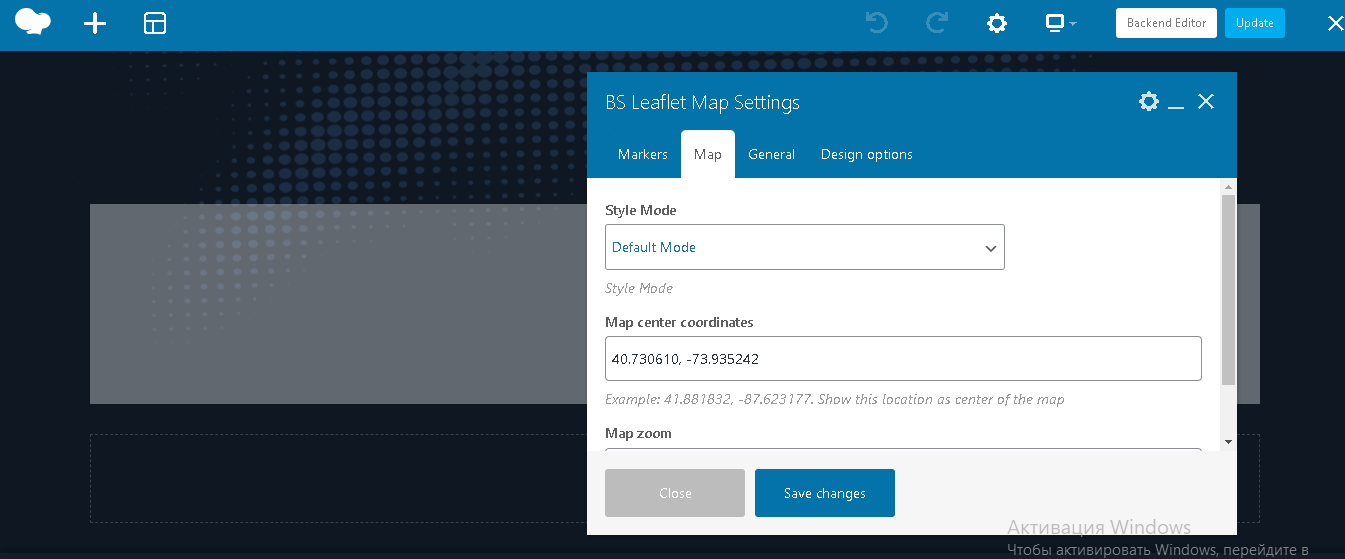 Backend Editor
Update
BS Leaflet Map Settings
Markers
Map
General
Design options
Style Mode
Default Mode
Style Mode
Map center coordinates
40.730610, -73.935242
Example: 41.881832, -87.623177. Show this location as center of the map
Map zoom
Close
Save changes
Активация Windows
Чтобы активировать Windows, перейдите в